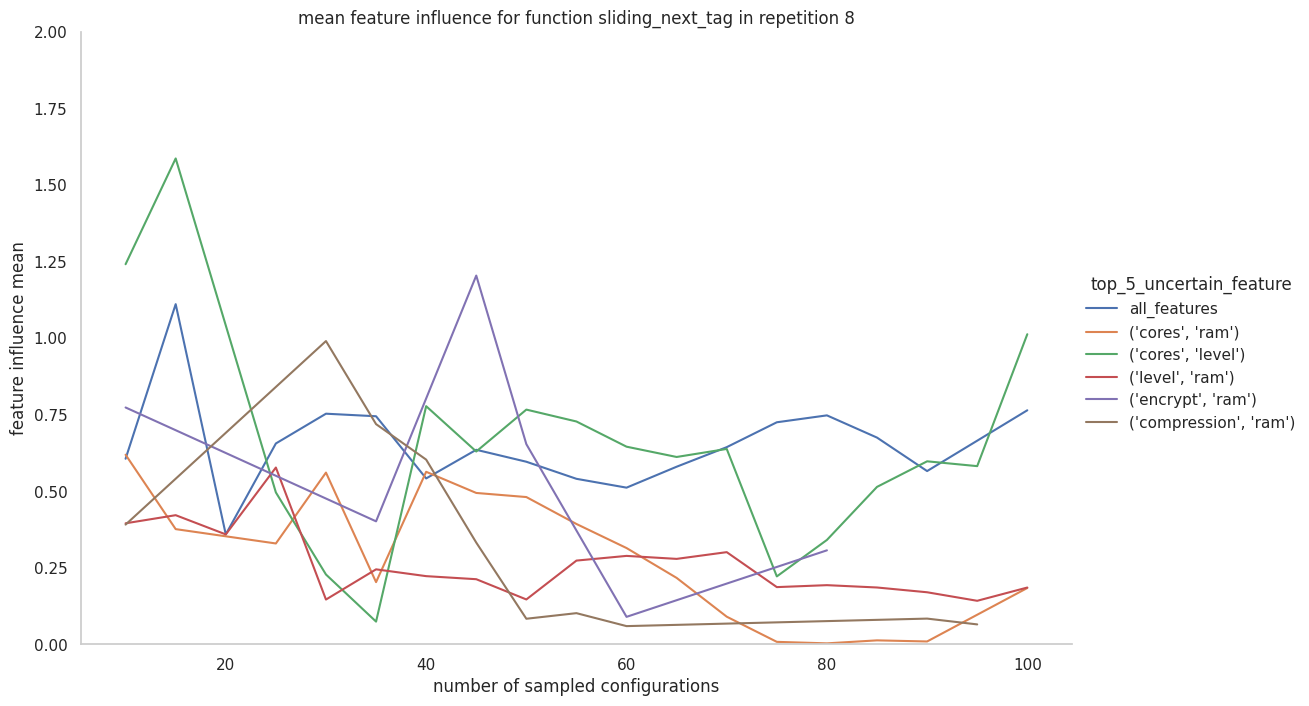 mean feature influence for function sliding_next_tag in repetition 8
2.00
1.75
1.50
1.25
1.00
0.75
0.50
0.25
0.00
feature influence mean
20 40 60 80 100
number of sampled configurations
top_5_uncertain_feature
all_features
('cores', 'ram')
('cores', 'level')
('level', 'ram')
('encrypt', 'ram')
('compression', 'ram')